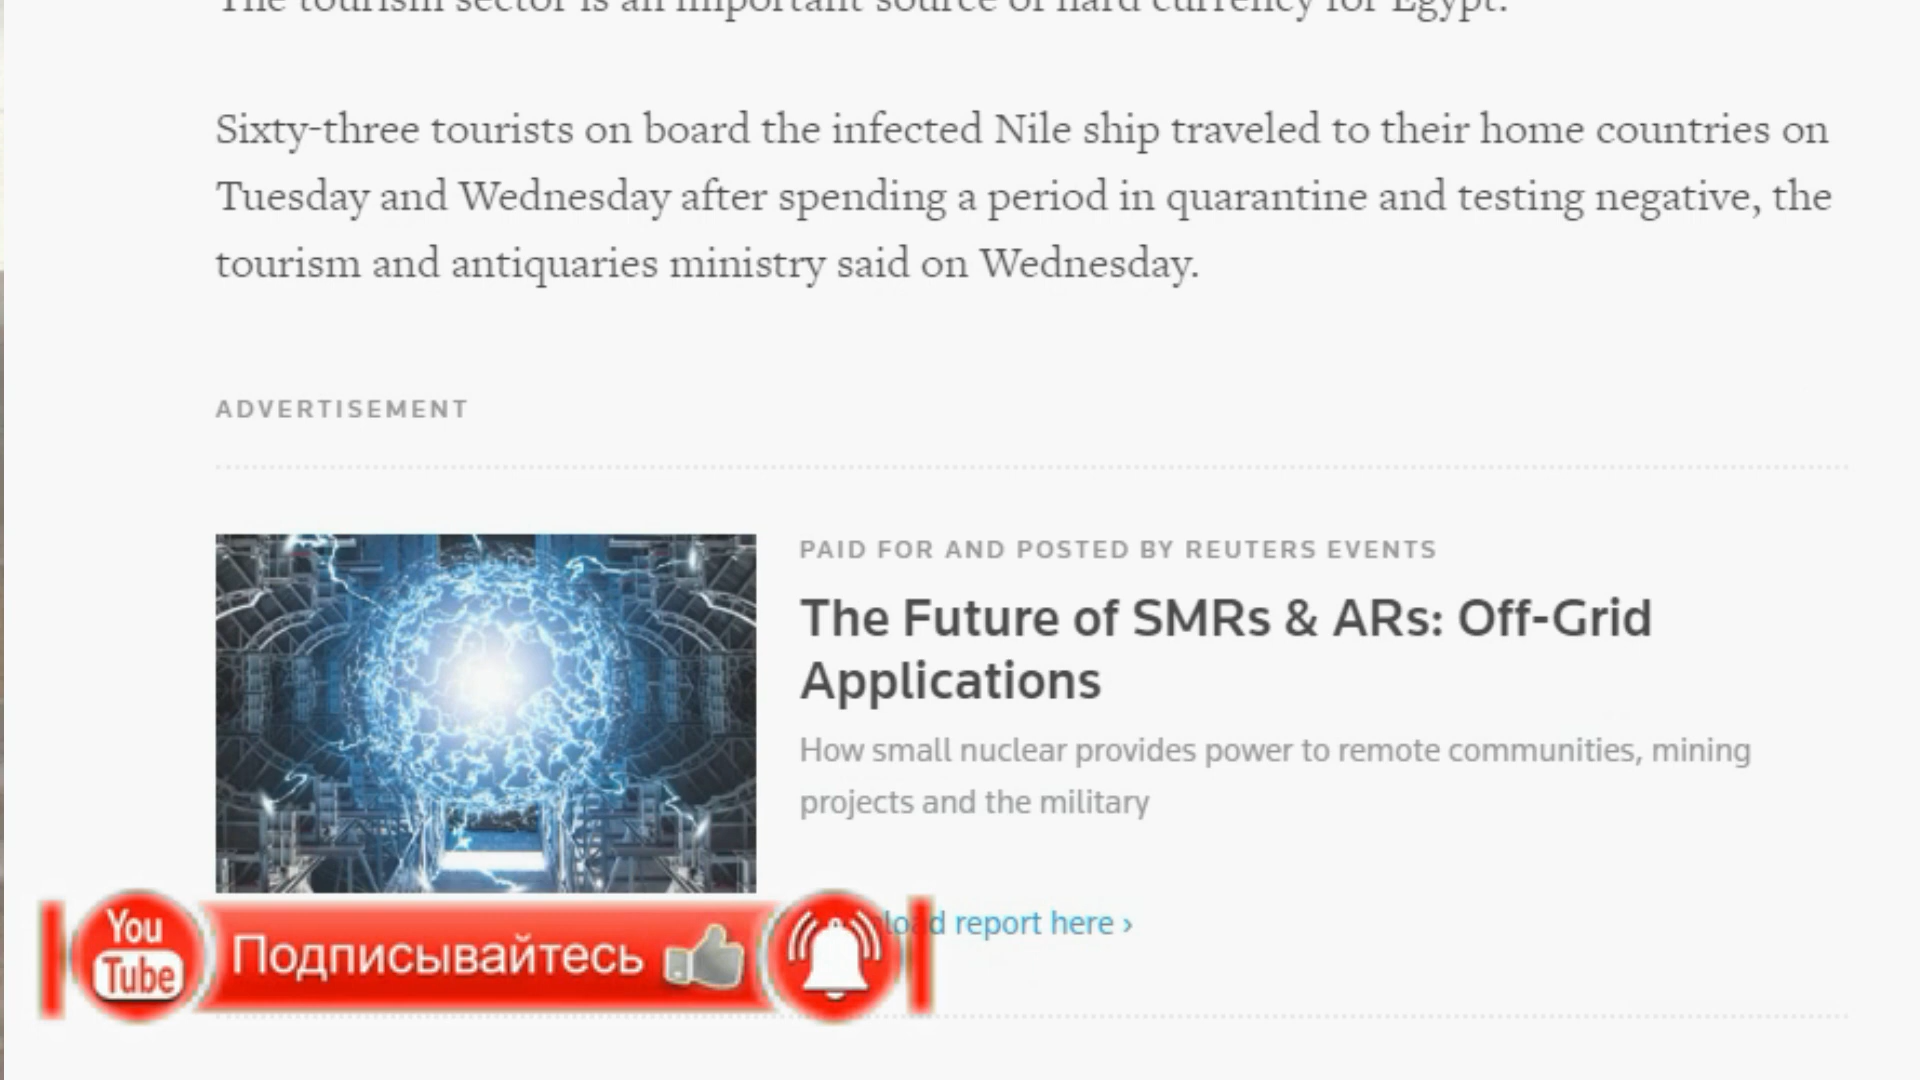 The tourism sector is an important source of hard currency for Egypt.
Sixty-three tourists on board the infected Nile ship traveled to their home countries on
Tuesday and Wednesday after spending a period in quarantine and testing negative, the
tourism and antiquaries ministry said on Wednesday.
ADVERTISEMENT
PAID FOR AND POSTED BY REUTERS EVENTS
The Future of SMRs & ARs: Off-Grid
Applications
How small nuclear provides power to remote communities, mining
projects and the military
report here ›
You
Tube
Подписывайтесь